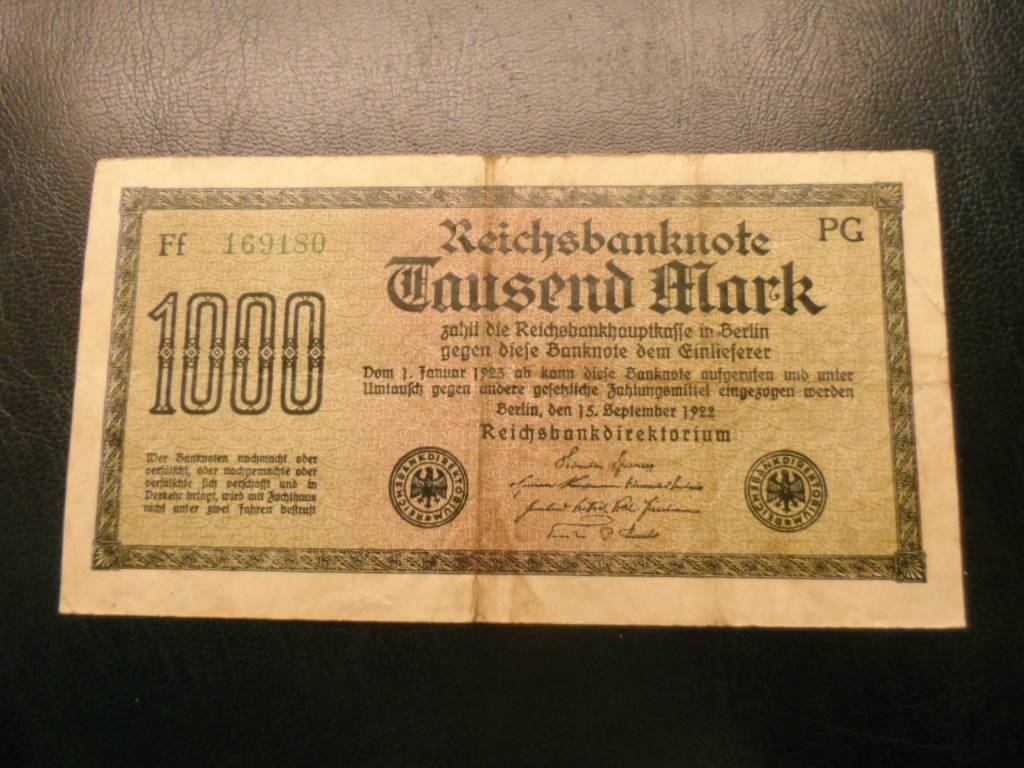 Ff 169180
PG
Reichsbanknote
Tausend Mark
1000
zahlt die Reichsbankhauptkasse in Berlin
gegen diese Banknote dem Einlieferer
Vom 1. Januar 1923 ab kann diese Banknote aufgerufen und unter
Umtausch gegen andere gesetzliche Zahlungsmittel eingezogen werden
Berlin, den 15. September 1922
Reichsbankdirektorium
Wer Banknoten nachmacht oder
verfälscht, oder nachgemachte oder
verfälschte sich verschafft und in
Verkehr bringt, wird mit Zuchthaus
nicht unter zwei Jahren bestraft
REICHSBANKDIREKTORIUM
REICHSBANKDIREKTORIUM